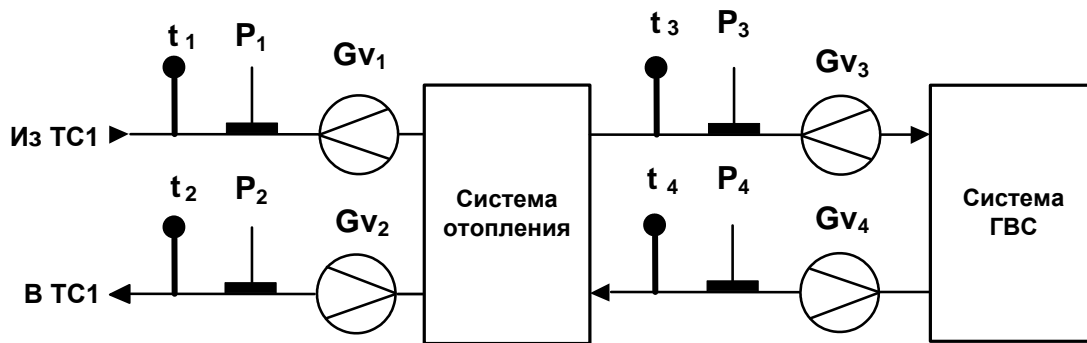 t 1 P1 Gv1 t 3 P3 Gv3
Из ТС1
t 2 P2 Gv2 Система отопления t 4 P4 Gv4 Система ГВС
В ТС1